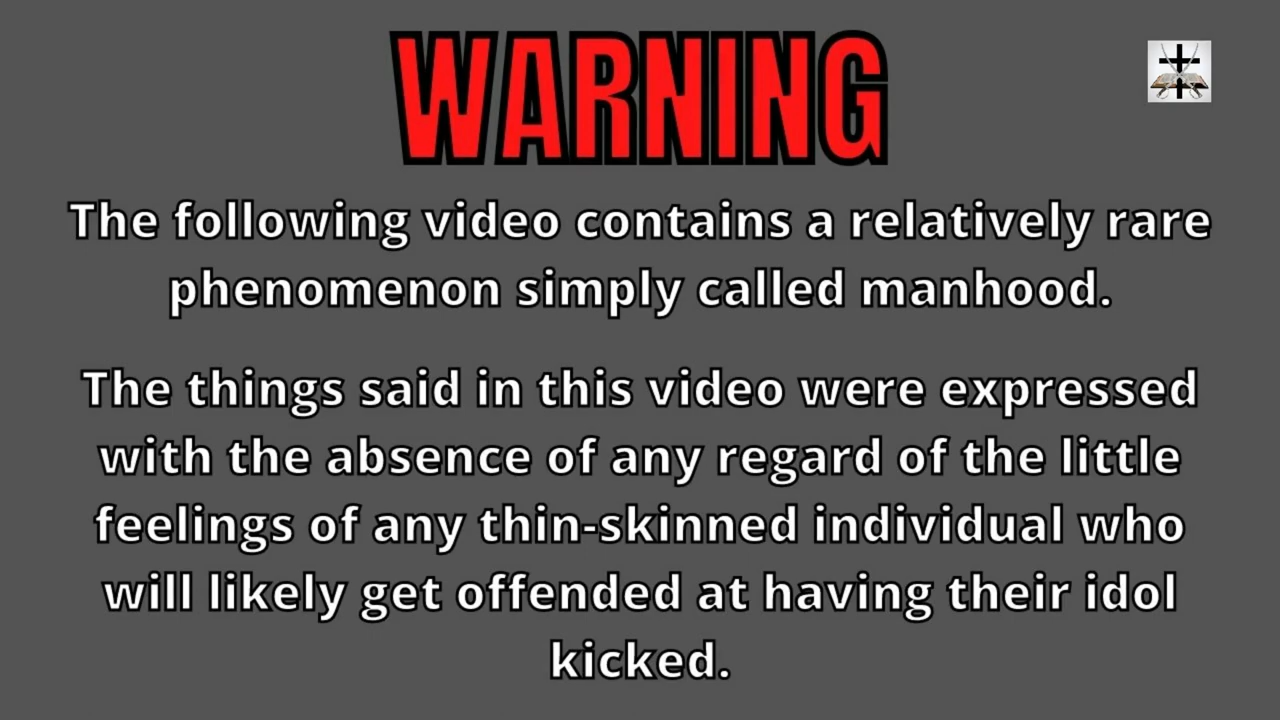 WARNING
The following video contains a relatively rare
phenomenon simply called manhood.
The things said in this video were expressed
with the absence of any regard of the little
feelings of any thin-skinned individual who
will likely get offended at having their idol
kicked.